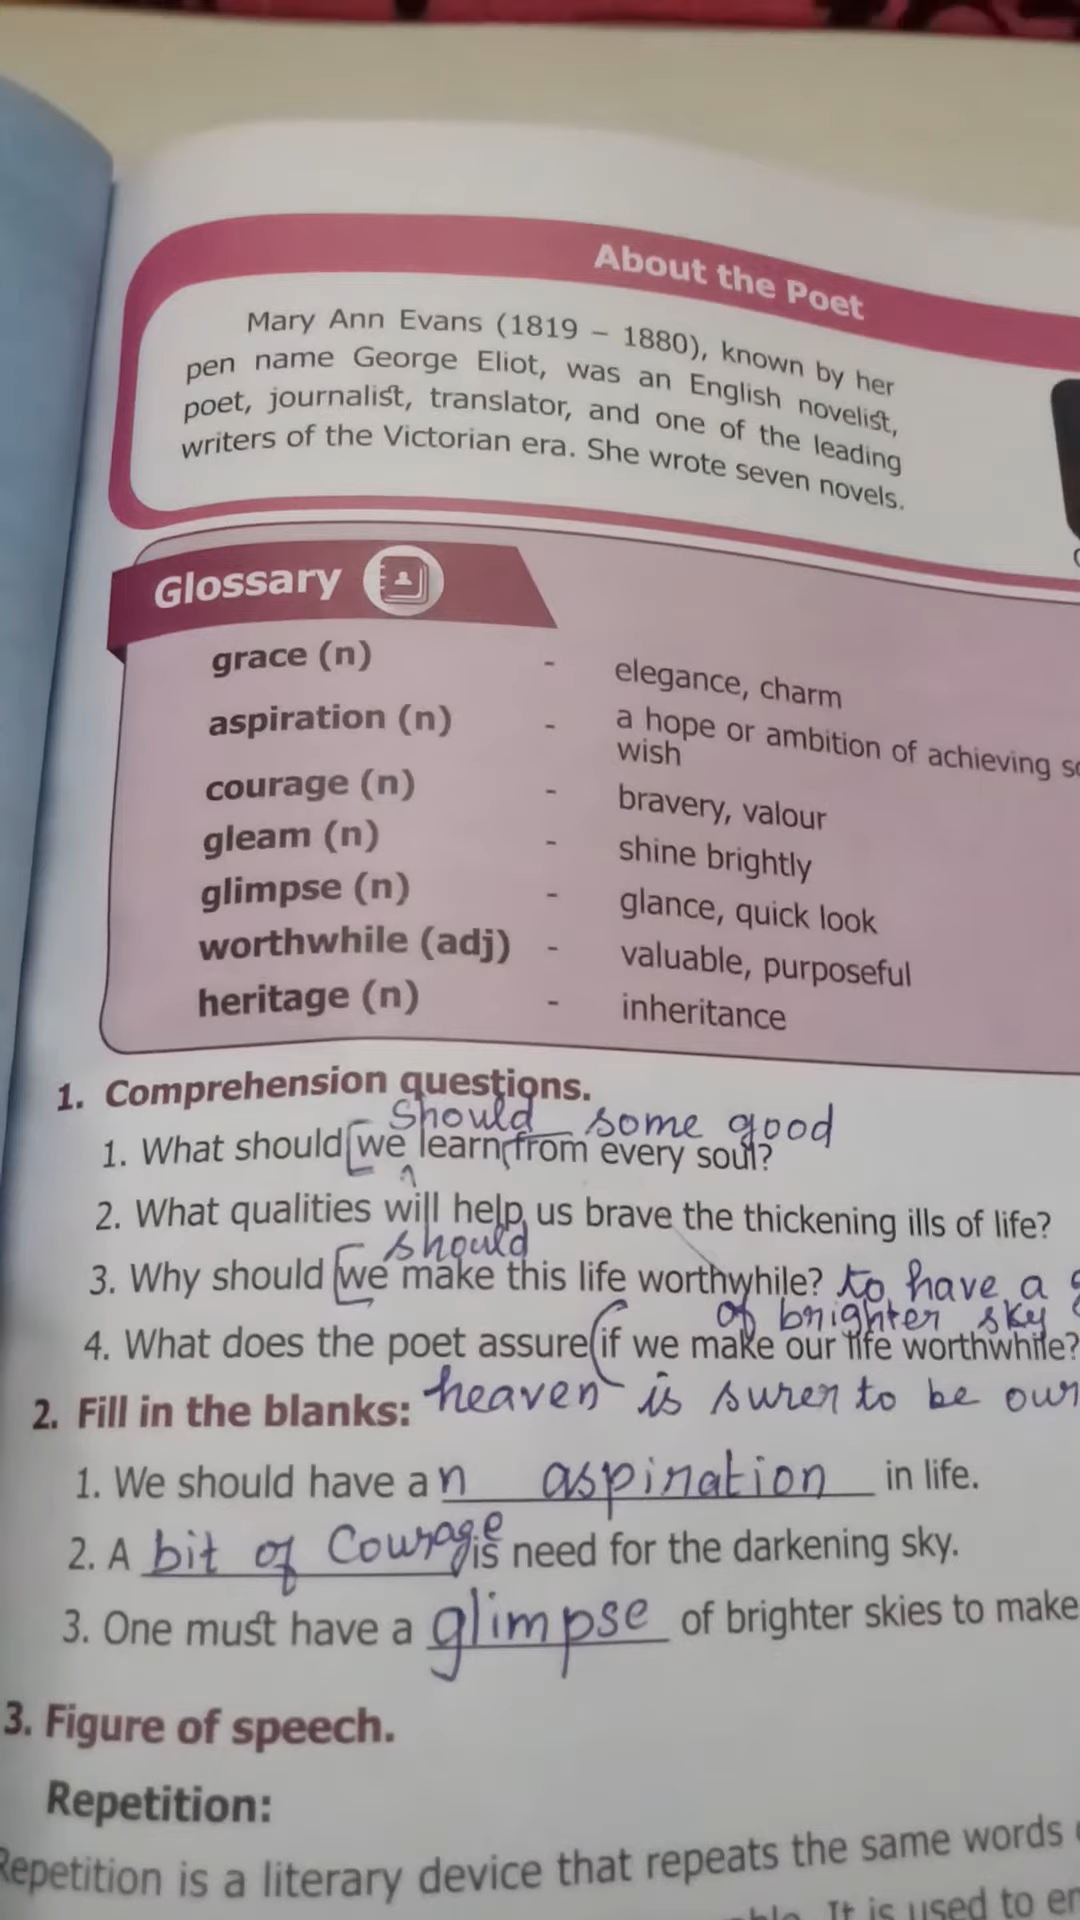 About the Poet
Mary Ann Evans (1819 – 1880), known by her
pen name George Eliot, was an English novelist,
poet, journalist, translator, and one of the leading
writers of the Victorian era. She wrote seven novels.
Glossary
grace (n) - elegance, charm
aspiration (n) - a hope or ambition of achieving
wish
courage (n) - bravery, valour
gleam (n) - shine brightly
glimpse (n) - glance, quick look
worthwhile (adj) - valuable, purposeful
heritage (n) - inheritance
1. Comprehension questions.
should some good
1. What should we learn from every soul?
2. What qualities will help us brave the thickening ills of life?
should
3. Why should we make this life worthwhile? to have a
of brighter sky
4. What does the poet assure if we make our life worthwhile?
heaven is surer to be our
2. Fill in the blanks:
1. We should have an aspiration in life.
2. A bit of Courage is need for the darkening sky.
3. One must have a glimpse of brighter skies to make
3. Figure of speech.
Repetition:
Repetition is a literary device that repeats the same words
It is used to